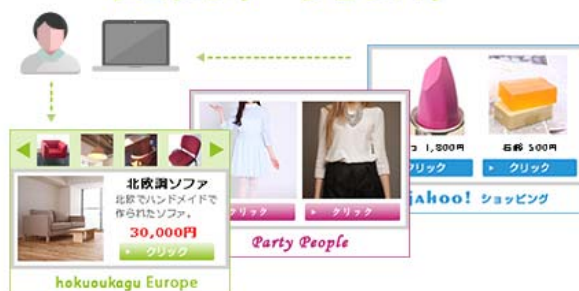 北欧調ソファ
北欧でハンドメイドで
作られたソファ。
30,000円
クリック
hokuoukagu Europe
クリック
クリック
Party People
1,800円
石鹸 500円
クリック
クリック
jAhoo! ショッピング